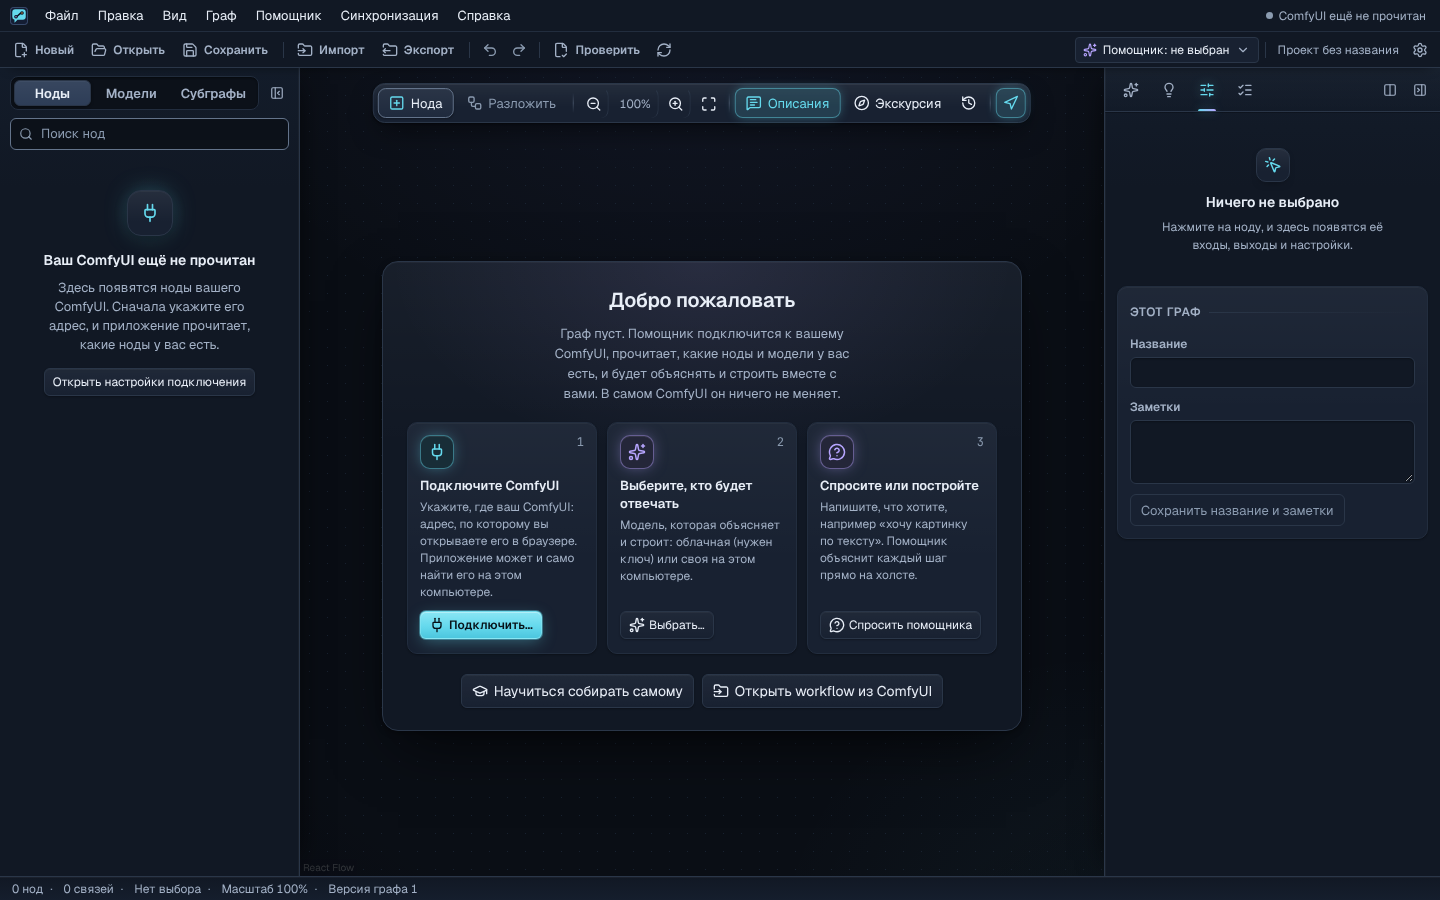 Файл Правка Вид Граф Помощник Синхронизация Справка
ComfyUI ещё не прочитан
Новый Открыть Сохранить Импорт Экспорт Проверить
Помощник: не выбран
Проект без названия
Ноды Модели Субграфы
Поиск нод
Ваш ComfyUI ещё не прочитан
Здесь появятся ноды вашего
ComfyUI. Сначала укажите его
адрес, и приложение прочитает,
какие ноды у вас есть.
Открыть настройки подключения
Нода Разложить 100% Описания Экскурсия
Добро пожаловать
Граф пуст. Помощник подключится к вашему
ComfyUI, прочитает, какие ноды и модели у вас
есть, и будет объяснять и строить вместе с
вами. В самом ComfyUI он ничего не меняет.
1
Подключите ComfyUI
Укажите, где ваш ComfyUI:
адрес, по которому вы
открываете его в браузере.
Приложение может и само
найти его на этом
компьютере.
Подключить…
2
Выберите, кто будет
отвечать
Модель, которая объясняет
и строит: облачная (нужен
ключ) или своя на этом
компьютере.
Выбрать…
3
Спросите или постройте
Напишите, что хотите,
например «хочу картинку
по тексту». Помощник
объяснит каждый шаг
прямо на холсте.
Спросить помощника
Научиться собирать самому
Открыть workflow из ComfyUI
React Flow
Ничего не выбрано
Нажмите на ноду, и здесь появятся её
входы, выходы и настройки.
ЭТОТ ГРАФ
Название
Заметки
Сохранить название и заметки
0 нод · 0 связей · Нет выбора · Масштаб 100% · Версия графа 1